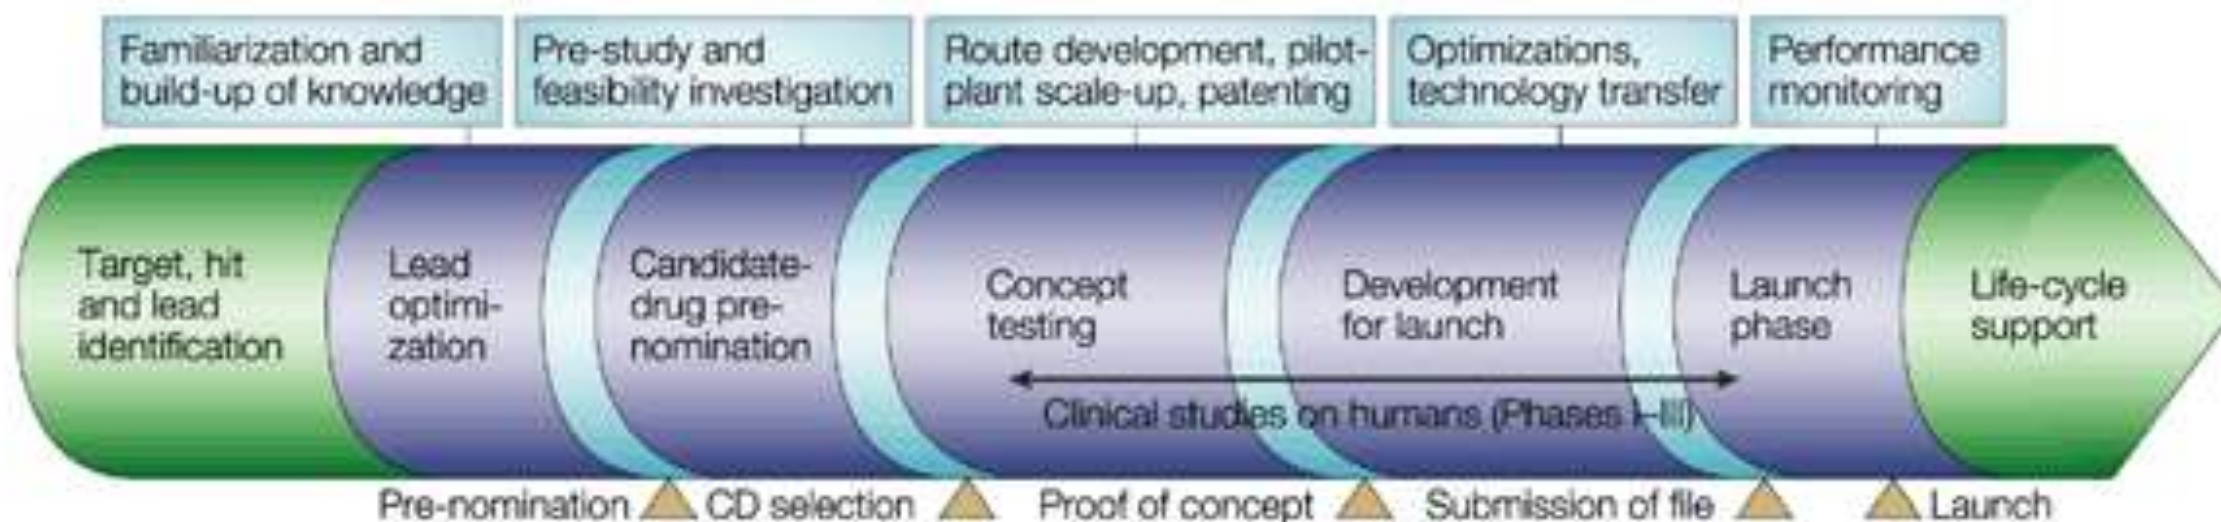 Familiarization and
build-up of knowledge
Pre-study and
feasibility investigation
Route development, pilot-
plant scale-up, patenting
Optimizations,
technology transfer
Performance
monitoring
Target, hit
and lead
identification
Lead
optimi-
zation
Candidate-
drug pre-
nomination
Concept
testing
Development
for launch
Launch
phase
Life-cycle
support
Clinical studies on humans (Phases I–III)
Pre-nomination
CD selection
Proof of concept
Submission of file
Launch